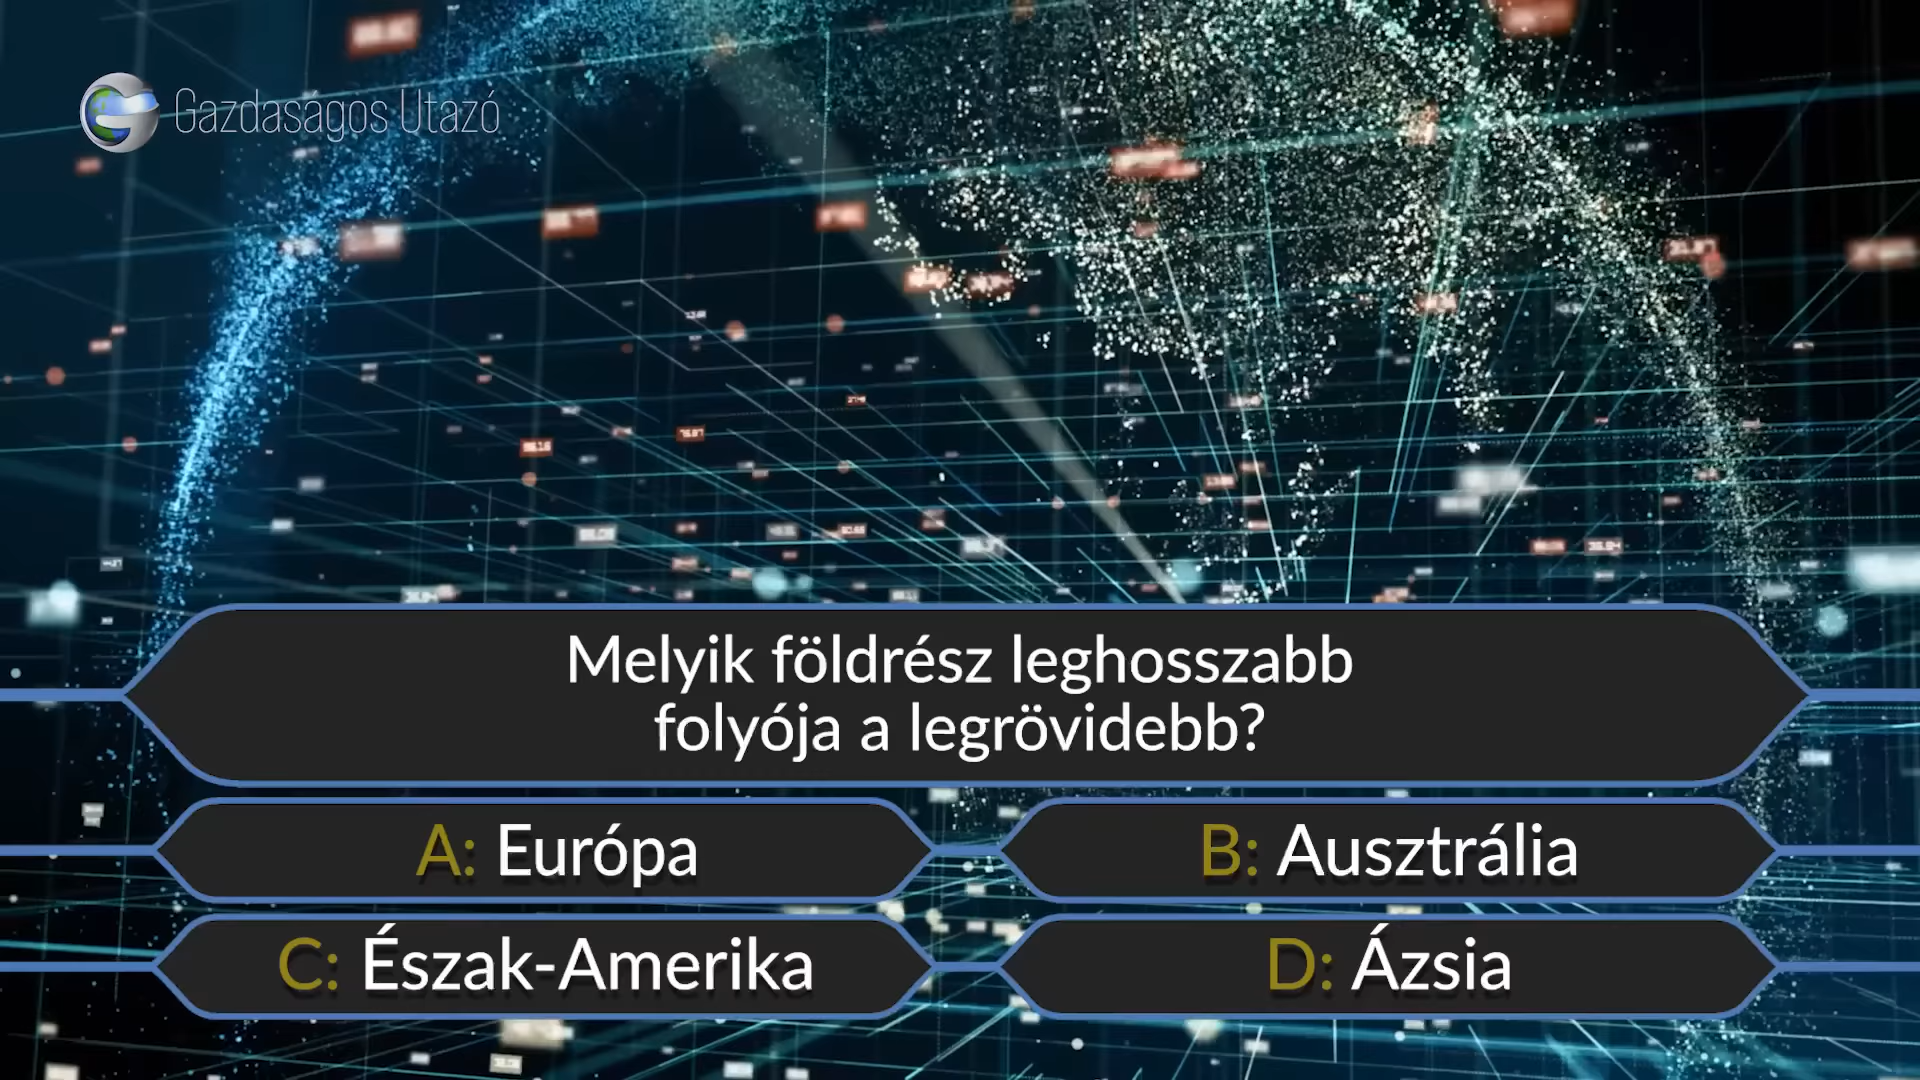 Gazdaságos Utazó
Melyik földrész leghosszabb
folyója a legrövidebb?
A: Európa
B: Ausztrália
C: Észak-Amerika
D: Ázsia